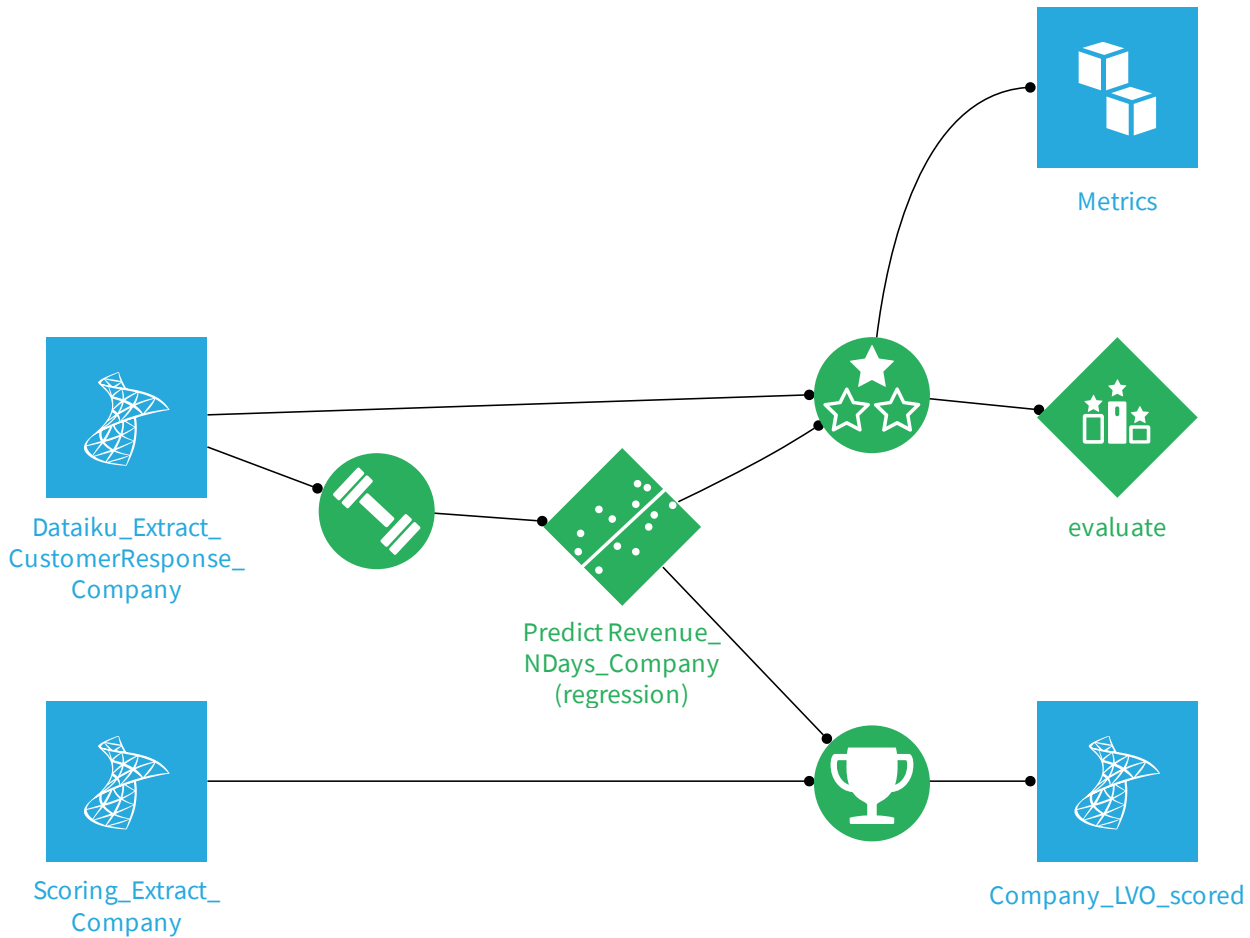 Metrics
Dataiku_Extract_
CustomerResponse_
Company
evaluate
Predict Revenue_
NDays_Company
(regression)
Scoring_Extract_
Company
Company_LVO_scored